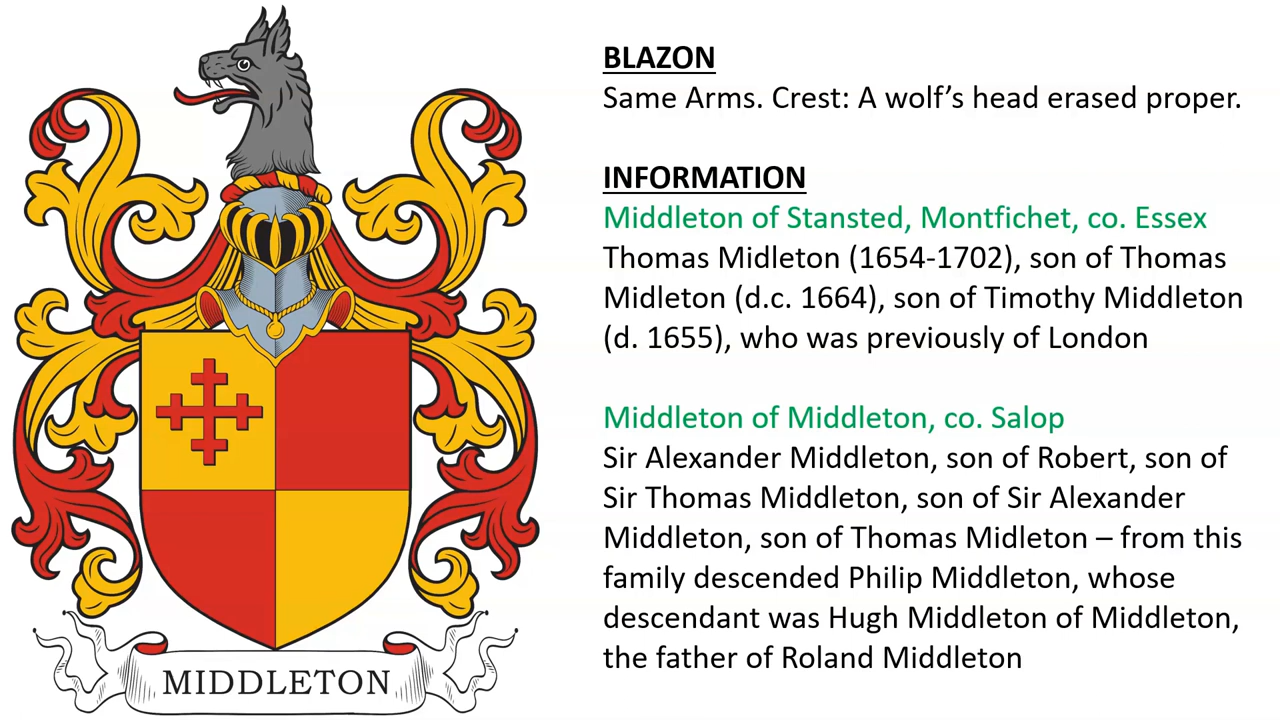 BLAZON
Same Arms. Crest: A wolf’s head erased proper.
INFORMATION
Middleton of Stansted, Montfichet, co. Essex
Thomas Midleton (1654-1702), son of Thomas
Midleton (d.c. 1664), son of Timothy Middleton
(d. 1655), who was previously of London
Middleton of Middleton, co. Salop
Sir Alexander Middleton, son of Robert, son of
Sir Thomas Middleton, son of Sir Alexander
Middleton, son of Thomas Midleton – from this
family descended Philip Middleton, whose
descendant was Hugh Middleton of Middleton,
the father of Roland Middleton
MIDDLETON